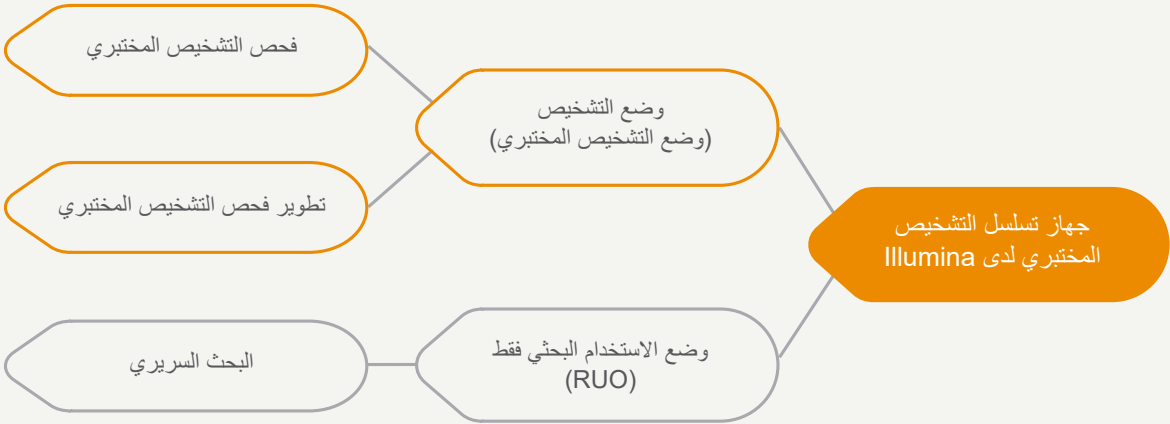 جهاز تسلسل التشخيص
المختبري لدى Illumina
وضع التشخيص
(وضع التشخيص المختبري)
فحص التشخيص المختبري
تطوير فحص التشخيص المختبري
وضع الاستخدام البحثي فقط
(RUO)
البحث السريري